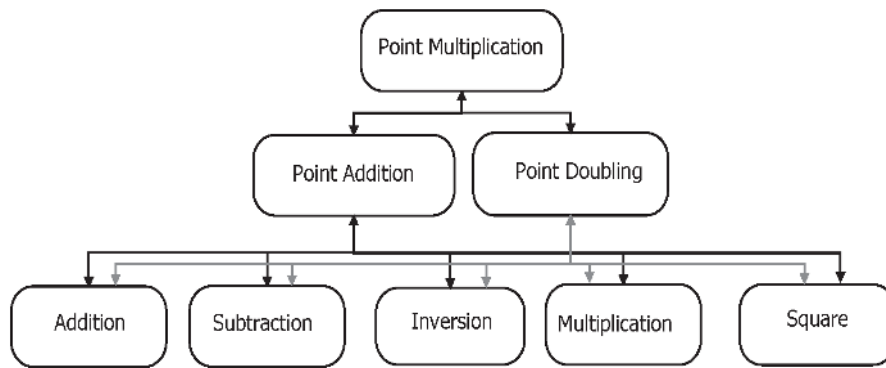 Point Multiplication
Point Addition
Point Doubling
Addition
Subtraction
Inversion
Multiplication
Square